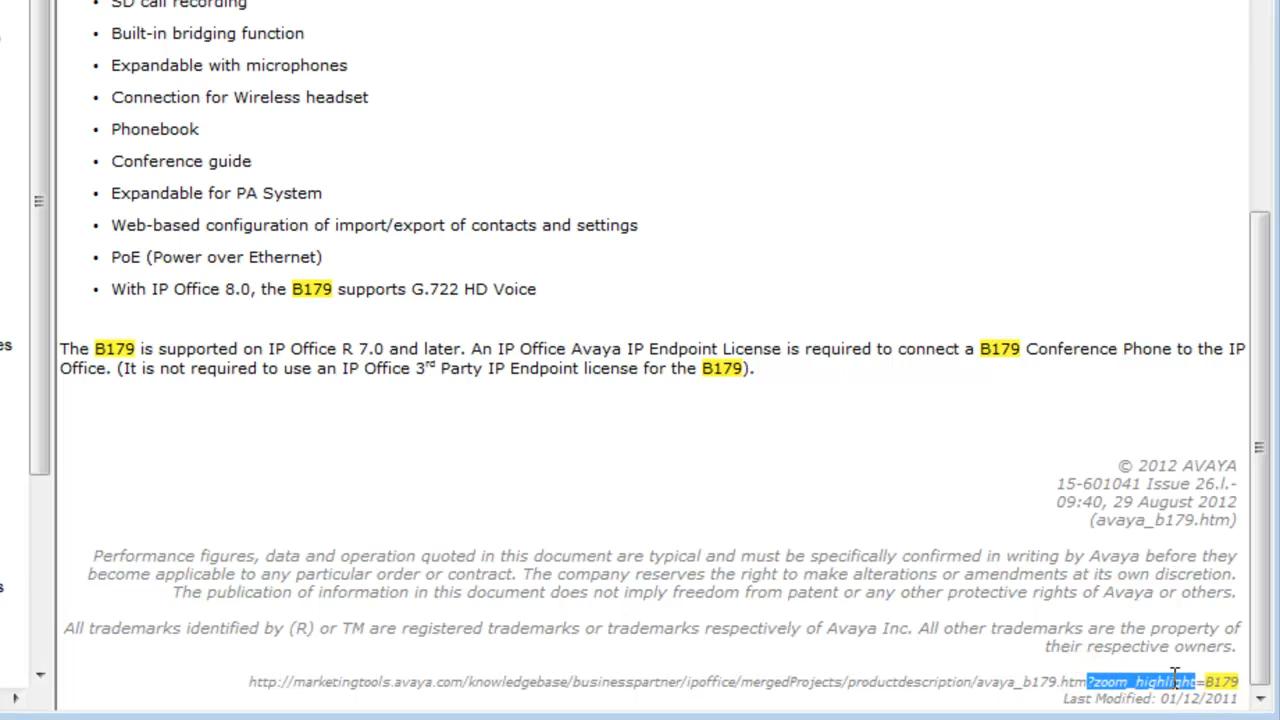 SD call recording
• Built-in bridging function
• Expandable with microphones
• Connection for Wireless headset
• Phonebook
• Conference guide
• Expandable for PA System
• Web-based configuration of import/export of contacts and settings
• PoE (Power over Ethernet)
• With IP Office 8.0, the B179 supports G.722 HD Voice
The B179 is supported on IP Office R 7.0 and later. An IP Office Avaya IP Endpoint License is required to connect a B179 Conference Phone to the IP
Office. (It is not required to use an IP Office 3rd Party IP Endpoint license for the B179).
© 2012 AVAYA
15-601041 Issue 26.l.-
09:40, 29 August 2012
(avaya_b179.htm)
Performance figures, data and operation quoted in this document are typical and must be specifically confirmed in writing by Avaya before they
become applicable to any particular order or contract. The company reserves the right to make alterations or amendments at its own discretion.
The publication of information in this document does not imply freedom from patent or any other protective rights of Avaya or others.
All trademarks identified by (R) or TM are registered trademarks or trademarks respectively of Avaya Inc. All other trademarks are the property of
their respective owners.
http://marketingtools.avaya.com/knowledgebase/businesspartner/ipoffice/mergedProjects/productdescription/avaya_b179.htm?zoom_highlight=B179
Last Modified: 01/12/2011